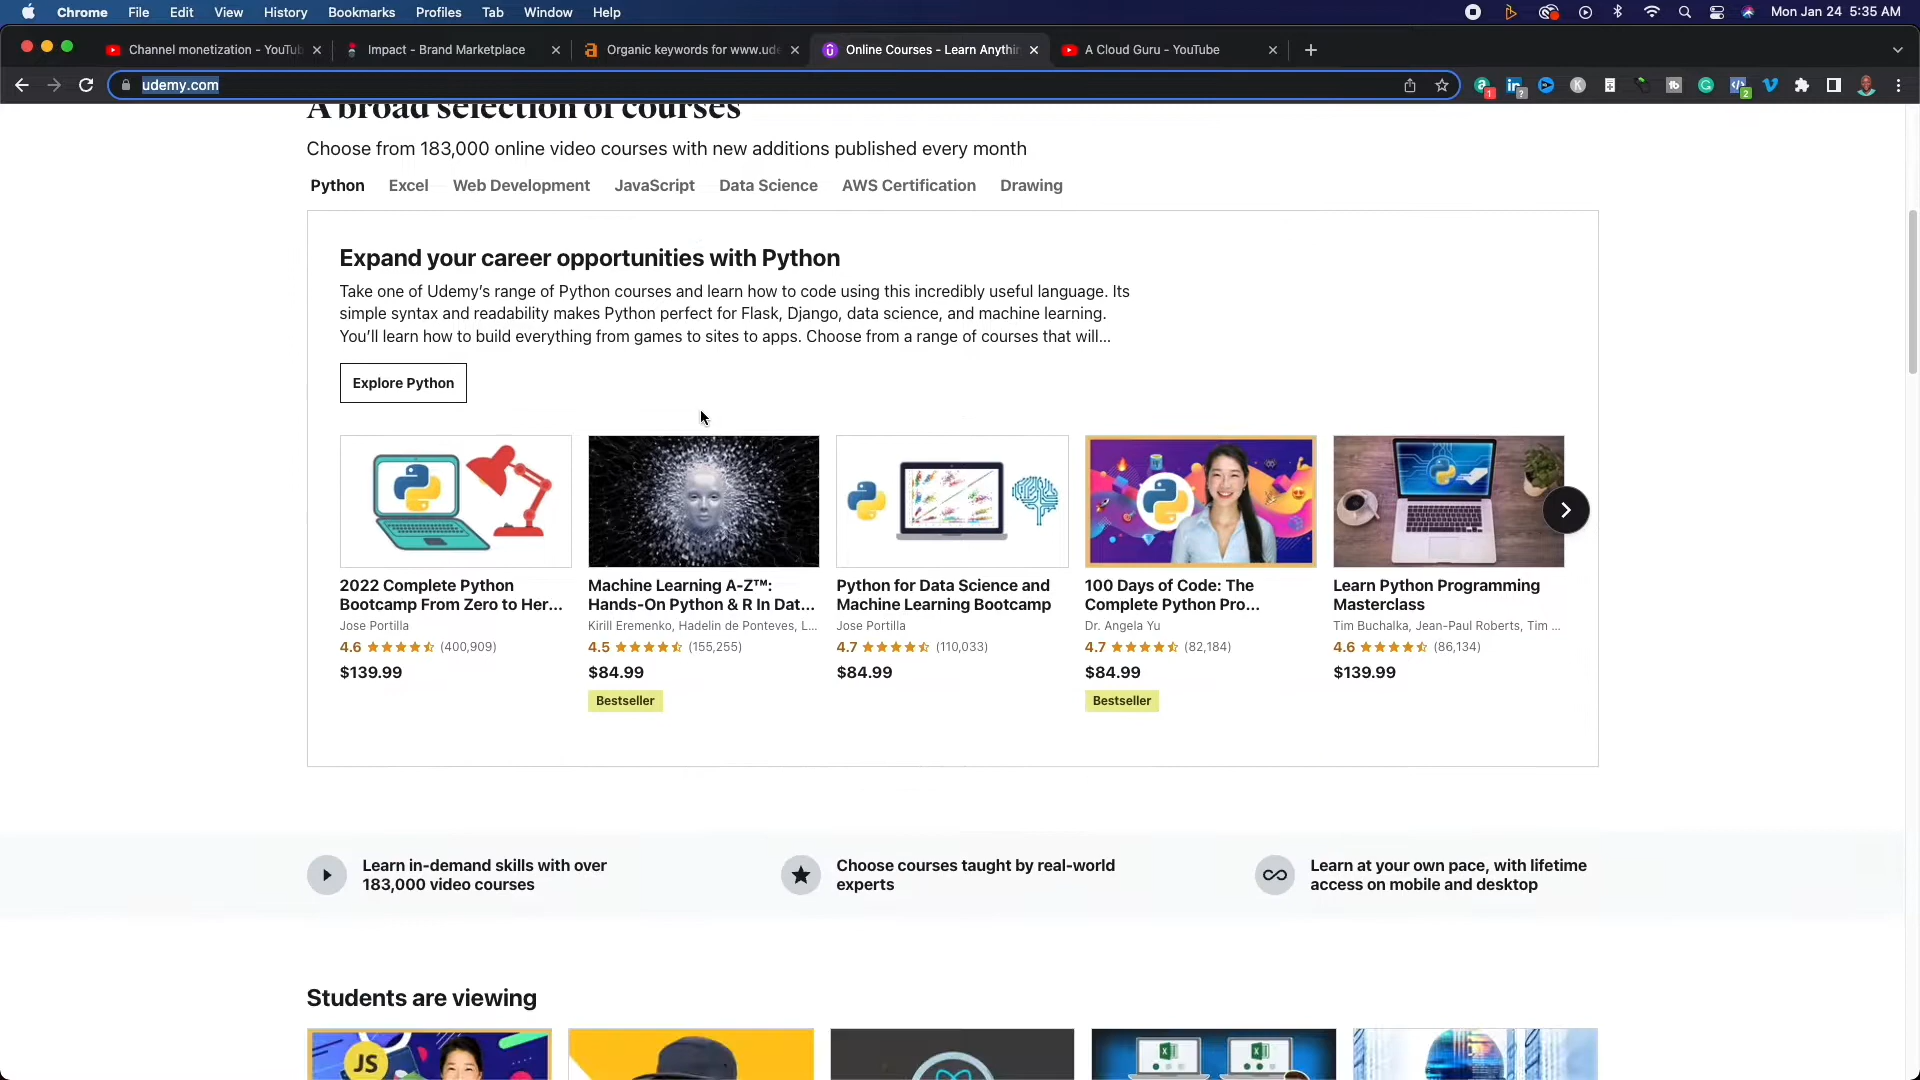 Chrome File Edit View History Bookmarks Profiles Tab Window Help Mon Jan 24 5:35 AM
Channel monetization - YouTub Impact - Brand Marketplace Organic keywords for www.ude Online Courses - Learn Anythin A Cloud Guru - YouTube
udemy.com
A broad selection of courses
Choose from 183,000 online video courses with new additions published every month
Python Excel Web Development JavaScript Data Science AWS Certification Drawing
Expand your career opportunities with Python
Take one of Udemy's range of Python courses and learn how to code using this incredibly useful language. Its
simple syntax and readability makes Python perfect for Flask, Django, data science, and machine learning.
You'll learn how to build everything from games to sites to apps. Choose from a range of courses that will...
Explore Python
2022 Complete Python
Bootcamp From Zero to Her...
Jose Portilla
4.6 (400,909)
$139.99
Machine Learning A-Z™:
Hands-On Python & R In Dat...
Kirill Eremenko, Hadelin de Ponteves, L...
4.5 (155,255)
$84.99
Bestseller
Python for Data Science and
Machine Learning Bootcamp
Jose Portilla
4.7 (110,033)
$84.99
100 Days of Code: The
Complete Python Pro...
Dr. Angela Yu
4.7 (82,184)
$84.99
Bestseller
Learn Python Programming
Masterclass
Tim Buchalka, Jean-Paul Roberts, Tim ...
4.6 (86,134)
$139.99
Learn in-demand skills with over
183,000 video courses
Choose courses taught by real-world
experts
Learn at your own pace, with lifetime
access on mobile and desktop
Students are viewing
JS